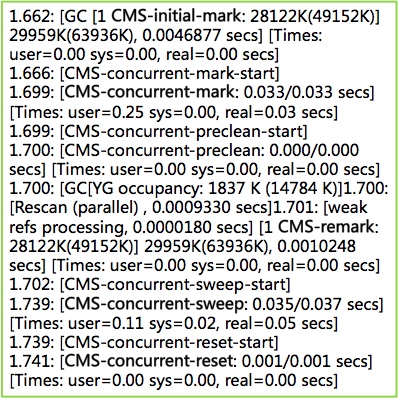 1.662: [GC [1 CMS-initial-mark: 28122K(49152K)]
29959K(63936K), 0.0046877 secs] [Times:
user=0.00 sys=0.00, real=0.00 secs]
1.666: [CMS-concurrent-mark-start]
1.699: [CMS-concurrent-mark: 0.033/0.033 secs]
[Times: user=0.25 sys=0.00, real=0.03 secs]
1.699: [CMS-concurrent-preclean-start]
1.700: [CMS-concurrent-preclean: 0.000/0.000
secs] [Times: user=0.00 sys=0.00, real=0.00 secs]
1.700: [GC[YG occupancy: 1837 K (14784 K)]1.700:
[Rescan (parallel) , 0.0009330 secs]1.701: [weak
refs processing, 0.0000180 secs] [1 CMS-remark:
28122K(49152K)] 29959K(63936K), 0.0010248
secs] [Times: user=0.00 sys=0.00, real=0.00 secs]
1.702: [CMS-concurrent-sweep-start]
1.739: [CMS-concurrent-sweep: 0.035/0.037 secs]
[Times: user=0.11 sys=0.02, real=0.05 secs]
1.739: [CMS-concurrent-reset-start]
1.741: [CMS-concurrent-reset: 0.001/0.001 secs]
[Times: user=0.00 sys=0.00, real=0.00 secs]